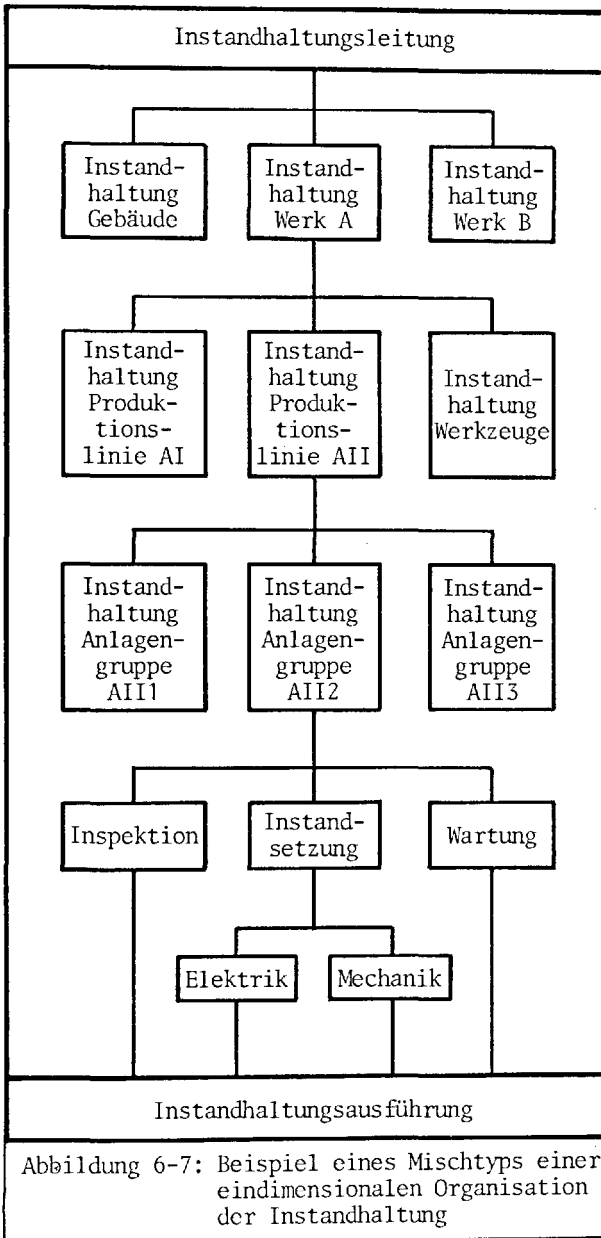 Instandhaltungsleitung
Instand-
haltung
Gebäude
Instand-
haltung
Werk A
Instand-
haltung
Werk B
Instand-
haltung
Produk-
tions-
linie AI
Instand-
haltung
Produk-
tions-
linie AII
Instand-
haltung
Werkzeuge
Instand-
haltung
Anlagen-
gruppe
AII1
Instand-
haltung
Anlagen-
gruppe
AII2
Instand-
haltung
Anlagen-
gruppe
AII3
Inspektion
Instand-
setzung
Wartung
Elektrik
Mechanik
Instandhaltungsausführung
Abbildung 6-7: Beispiel eines Mischtyps einer
eindimensionalen Organisation
der Instandhaltung